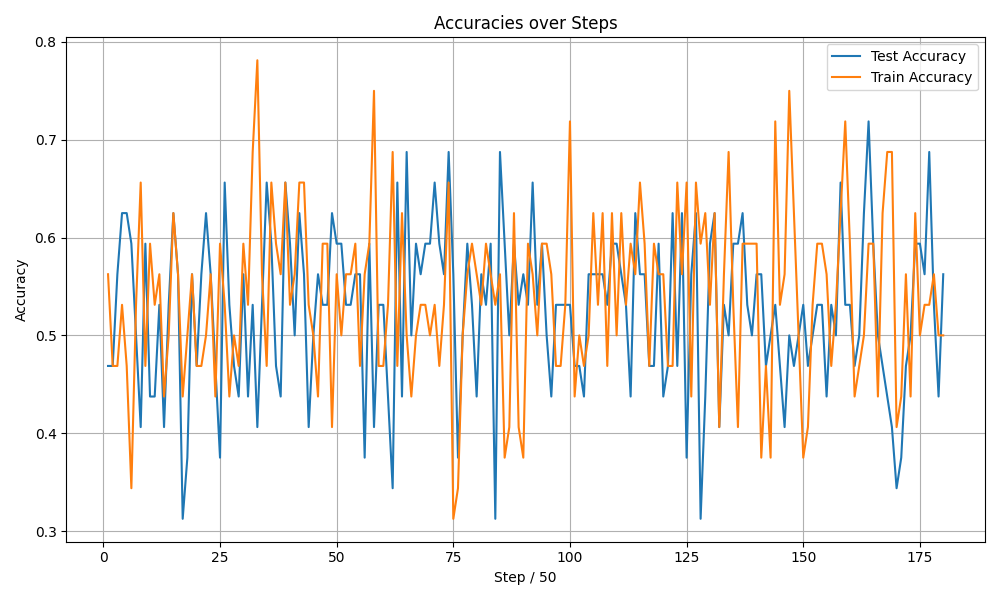 Accuracies over Steps
Test Accuracy
Train Accuracy
Accuracy
0.8
0.7
0.6
0.5
0.4
0.3
0 25 50 75 100 125 150 175
Step / 50